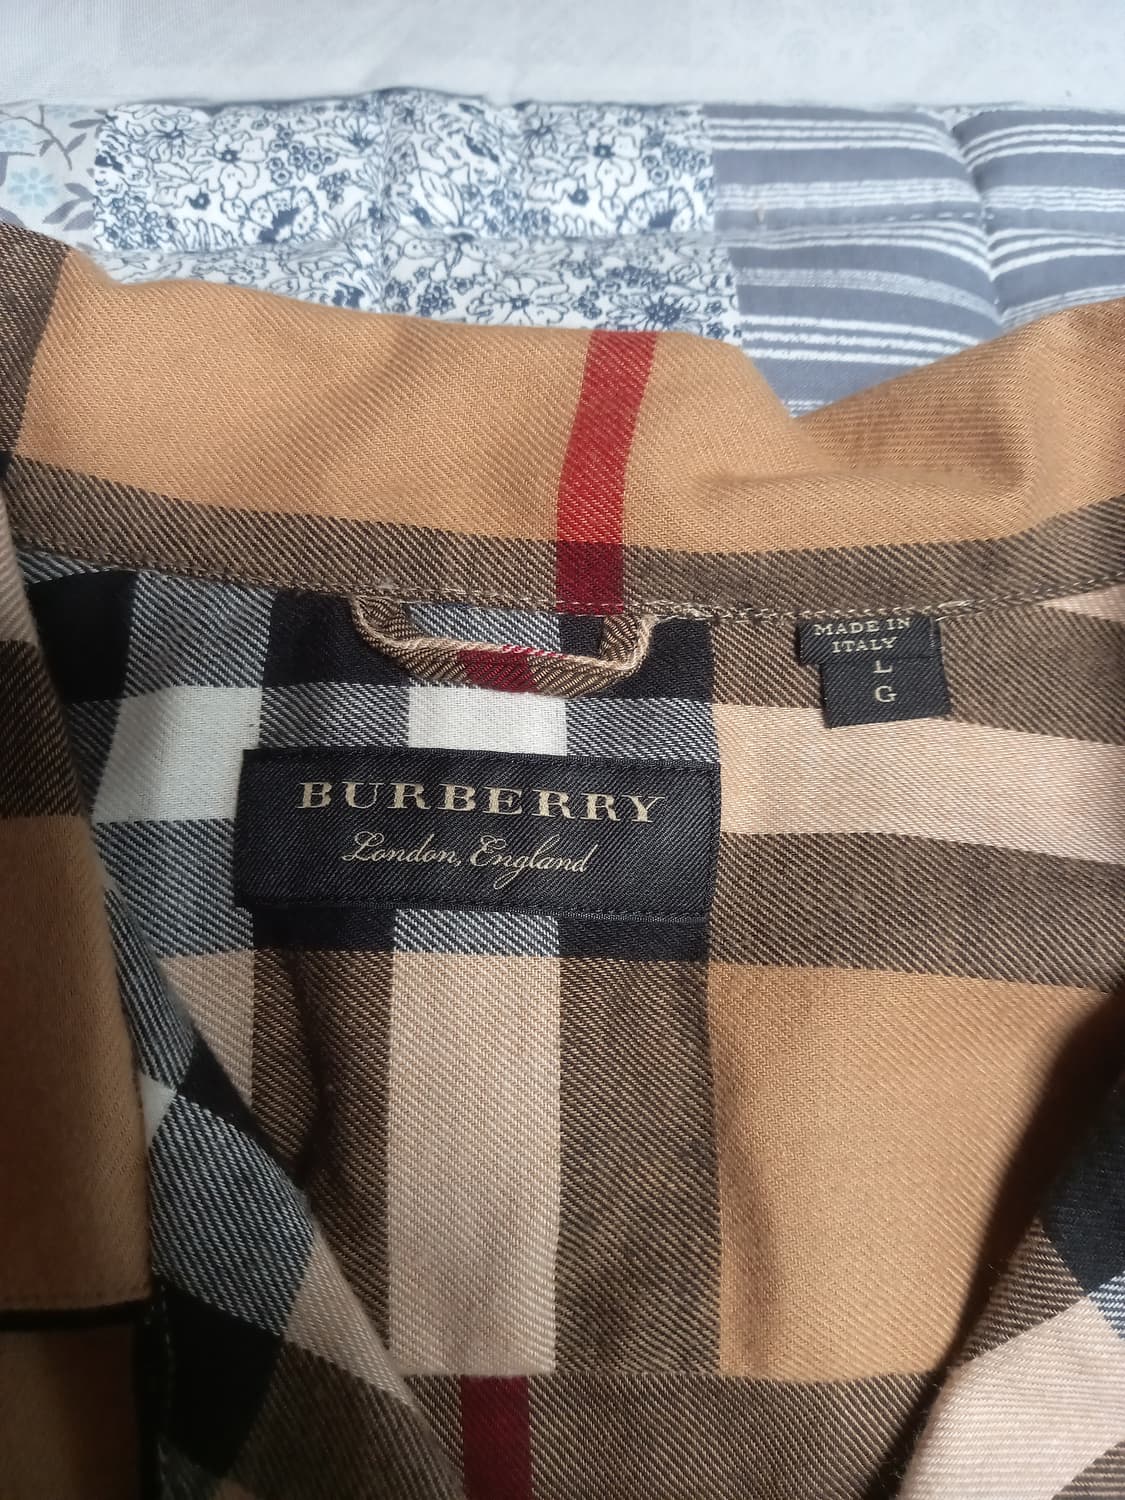 MADE IN
ITALY
L
G
BURBERRY
London, England